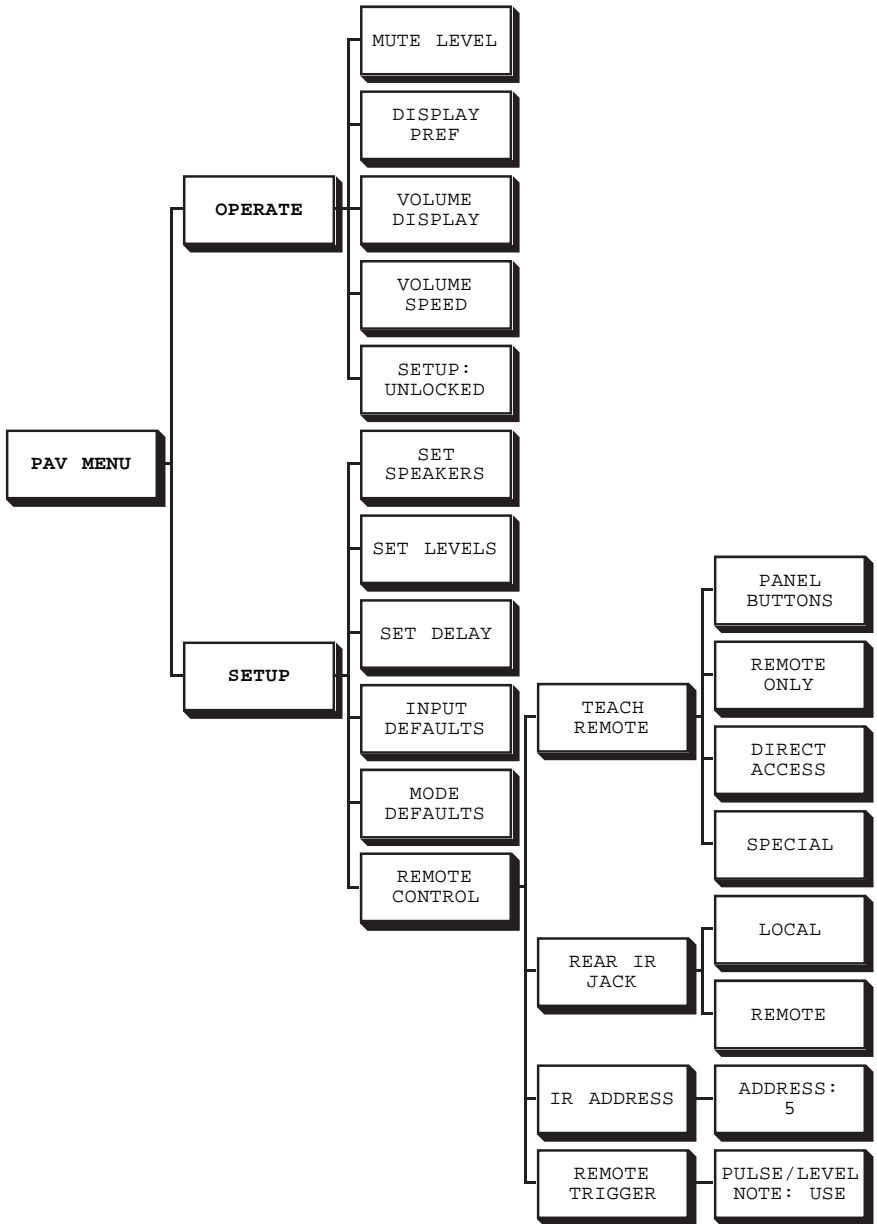 MUTE LEVEL
DISPLAY
PREF
OPERATE
VOLUME
DISPLAY
VOLUME
SPEED
SETUP:
UNLOCKED
PAV MENU
SET
SPEAKERS
SET LEVELS
SET DELAY
SETUP
INPUT
DEFAULTS
MODE
DEFAULTS
REMOTE
CONTROL
TEACH
REMOTE
PANEL
BUTTONS
REMOTE
ONLY
DIRECT
ACCESS
SPECIAL
REAR IR
JACK
LOCAL
REMOTE
IR ADDRESS
ADDRESS:
5
REMOTE
TRIGGER
PULSE/LEVEL
NOTE: USE